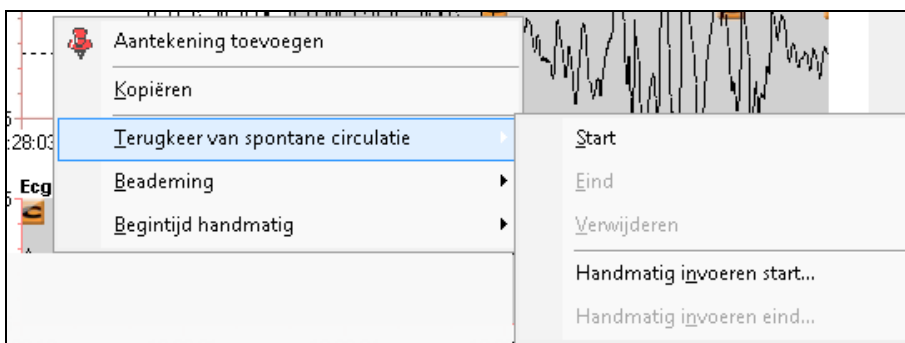 Aantekening toevoegen
Kopiëren
:28:03
Terugkeer van spontane circulatie
Start
Ecg
Beademing
Eind
Begintijd handmatig
Verwijderen
Handmatig invoeren start...
Handmatig invoeren eind...